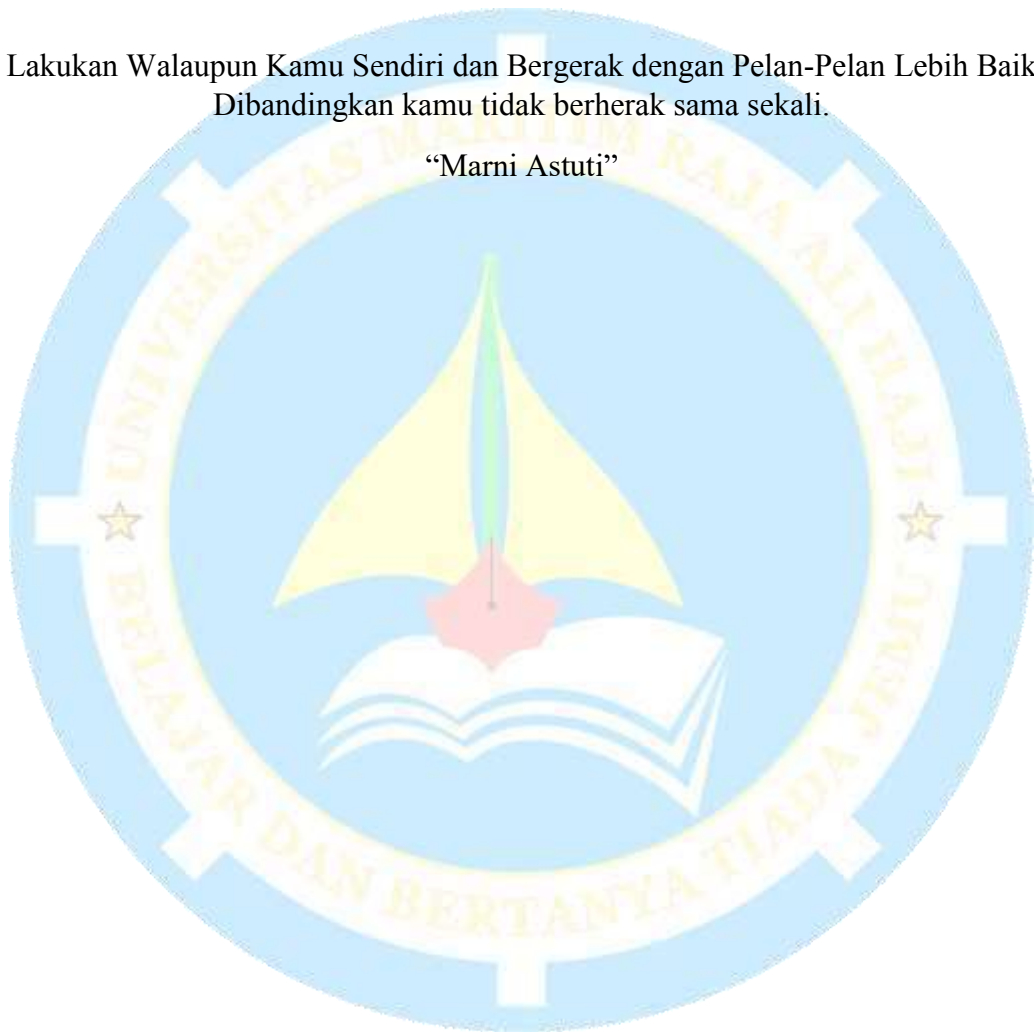 Lakukan Walaupun Kamu Sendiri dan Bergerak dengan Pelan-Pelan Lebih Baik
Dibandingkan kamu tidak berherak sama sekali.
“Marni Astuti”
UNIVERSITAS MARITIM RAJA ALI HAJI
BELAJAR DAN BERTANYA TIADA JEMU